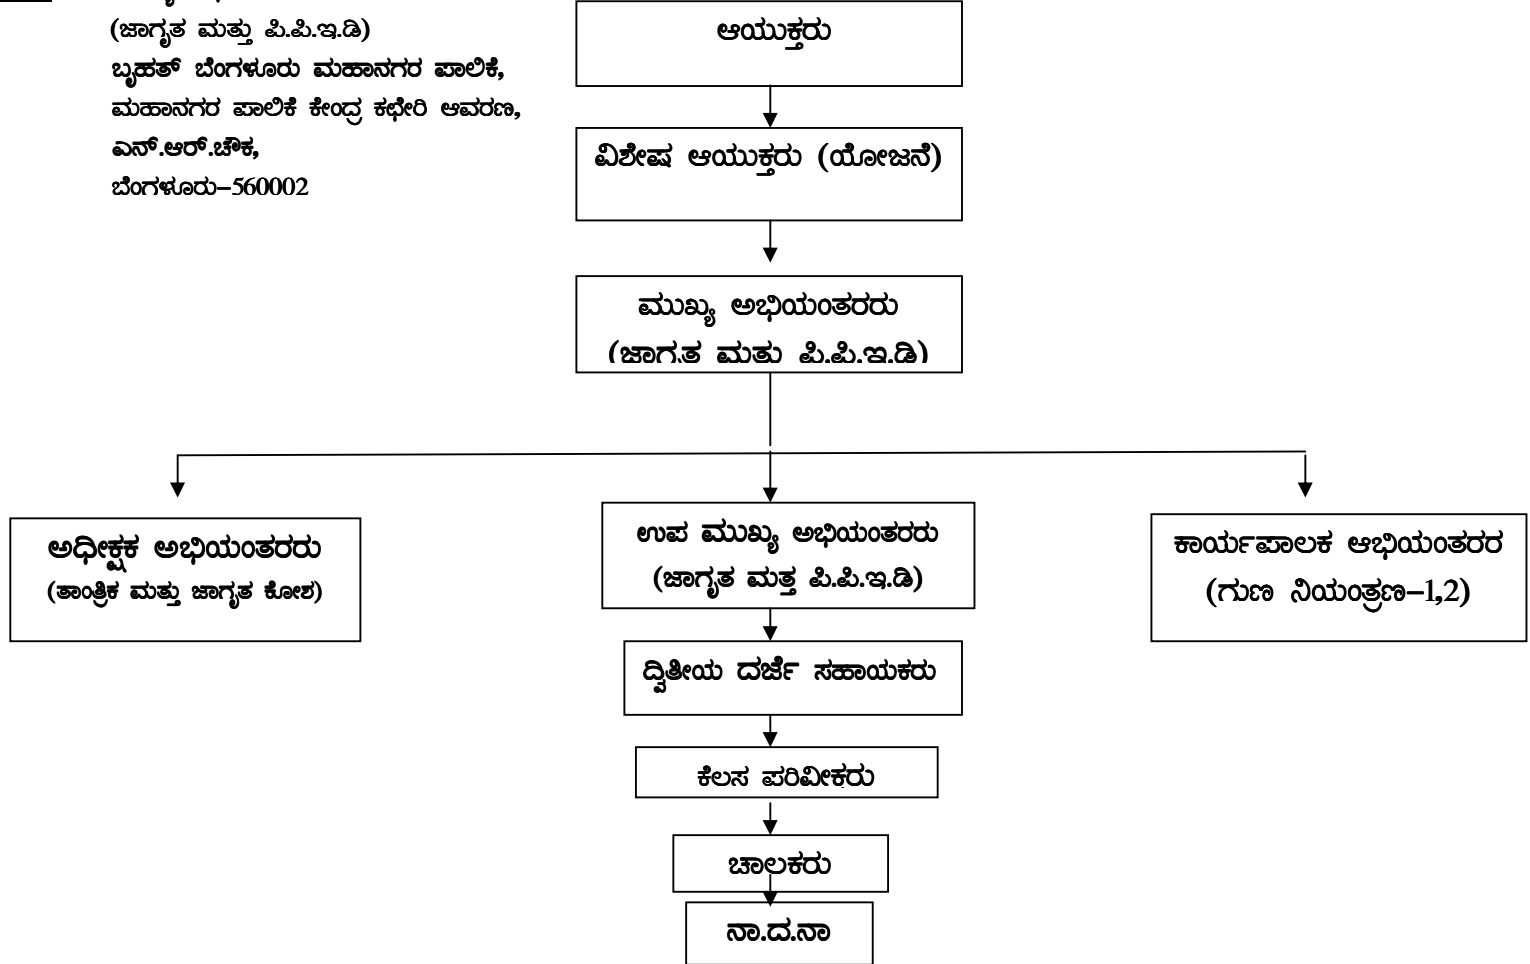 (ಜಾಗೃತ ಮತ್ತು ಪಿ.ಪಿ.ಇ.ಡಿ)
ಬೃಹತ್ ಬೆಂಗಳೂರು ಮಹಾನಗರ ಪಾಲಿಕೆ,
ಮಹಾನಗರ ಪಾಲಿಕೆ ಕೇಂದ್ರ ಕಛೇರಿ ಆವರಣ,
ಎನ್.ಆರ್.ಚೌಕ,
ಬೆಂಗಳೂರು–560002
ಆಯುಕ್ತರು
ವಿಶೇಷ ಆಯುಕ್ತರು (ಯೋಜನೆ)
ಮುಖ್ಯ ಅಭಿಯಂತರರು
(ಜಾಗೃತ ಮತ್ತು ಪಿ.ಪಿ.ಇ.ಡಿ)
ಅಧೀಕ್ಷಕ ಅಭಿಯಂತರರು
(ತಾಂತ್ರಿಕ ಮತ್ತು ಜಾಗೃತ ಕೋಶ)
ಉಪ ಮುಖ್ಯ ಅಭಿಯಂತರರು
(ಜಾಗೃತ ಮತ್ತ ಪಿ.ಪಿ.ಇ.ಡಿ)
ಕಾರ್ಯಪಾಲಕ ಆಭಿಯಂತರರ
(ಗುಣ ನಿಯಂತ್ರಣ–1,2)
ದ್ವಿತೀಯ ದರ್ಜೆ ಸಹಾಯಕರು
ಕೆಲಸ ಪರಿವೀಕರು
ಚಾಲಕರು
ನಾ.ದ.ನಾ